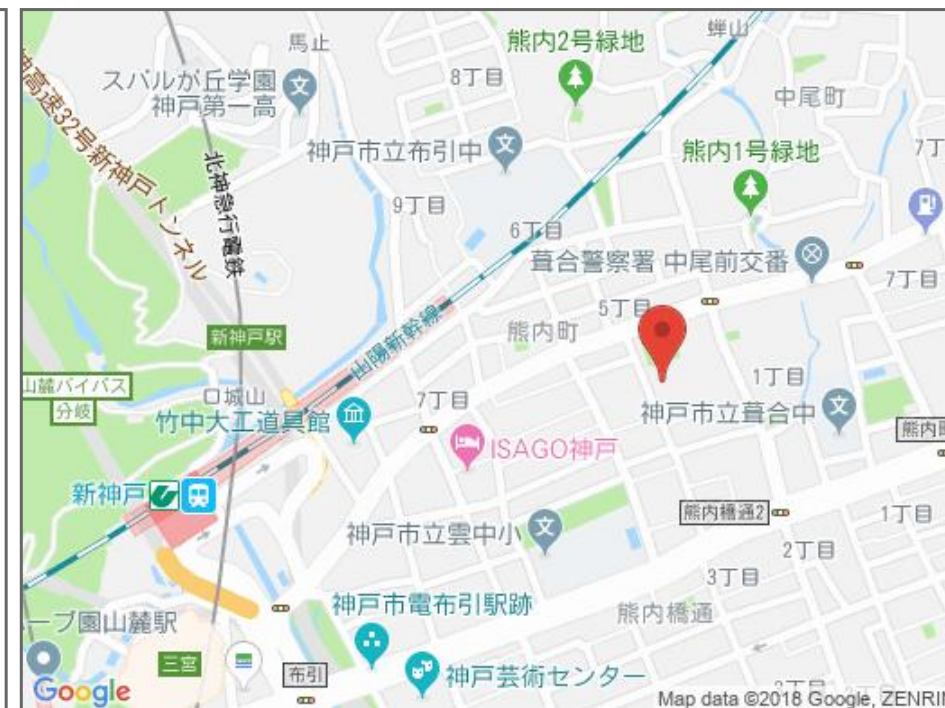 馬止
熊内2号緑地
蝉山
スバルが丘学園
神戸第一高
8丁目
中尾町
神戸市立布引中
熊内1号緑地
7丁
9丁目
6丁目
葺合警察署 中尾前交番
7丁目
北神急行電鉄
高速32号新神戸トンネル
新神戸駅
山陽新幹線
熊内町
5丁目
山麓バイパス
分岐
口城山
竹中大工道具館
7丁目
1丁目
神戸市立葺合中
ISAGO神戸
新神戸
熊内橋通2
1丁目
神戸市立雲中小
2丁目
3丁目
神戸市電布引駅跡
熊内橋通
ーブ園山麓駅
三宮
布引
神戸芸術センター
Google
Map data ©2018 Google, ZENRIN